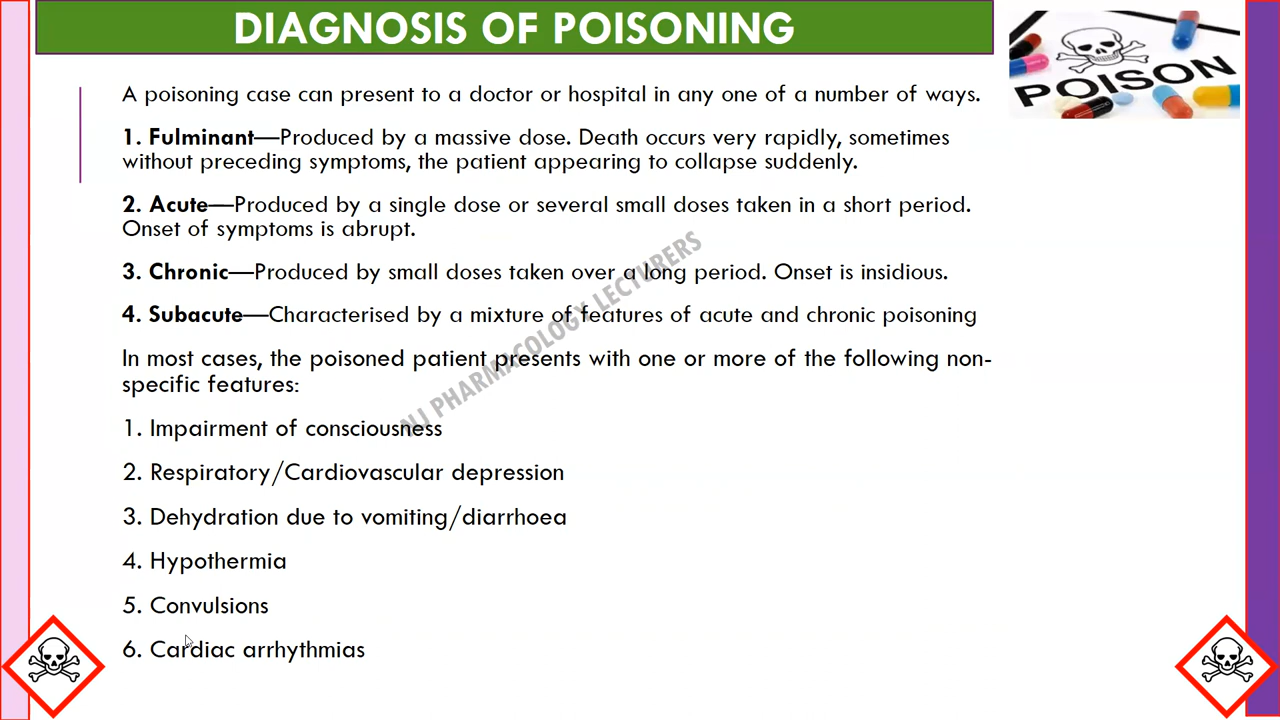 DIAGNOSIS OF POISONING
POISON
A poisoning case can present to a doctor or hospital in any one of a number of ways.
1. Fulminant—Produced by a massive dose. Death occurs very rapidly, sometimes
without preceding symptoms, the patient appearing to collapse suddenly.
2. Acute—Produced by a single dose or several small doses taken in a short period.
Onset of symptoms is abrupt.
3. Chronic—Produced by small doses taken over a long period. Onset is insidious.
4. Subacute—Characterised by a mixture of features of acute and chronic poisoning
In most cases, the poisoned patient presents with one or more of the following non-
specific features:
1. Impairment of consciousness
2. Respiratory/Cardiovascular depression
3. Dehydration due to vomiting/diarrhoea
4. Hypothermia
5. Convulsions
6. Cardiac arrhythmias
PHARMACOLOGY LECTURERS